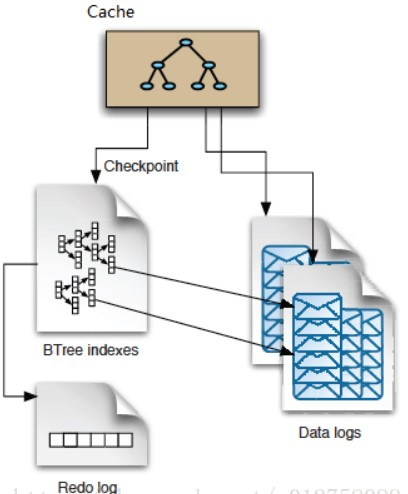 Cache
Checkpoint
BTree indexes
Data logs
Redo log